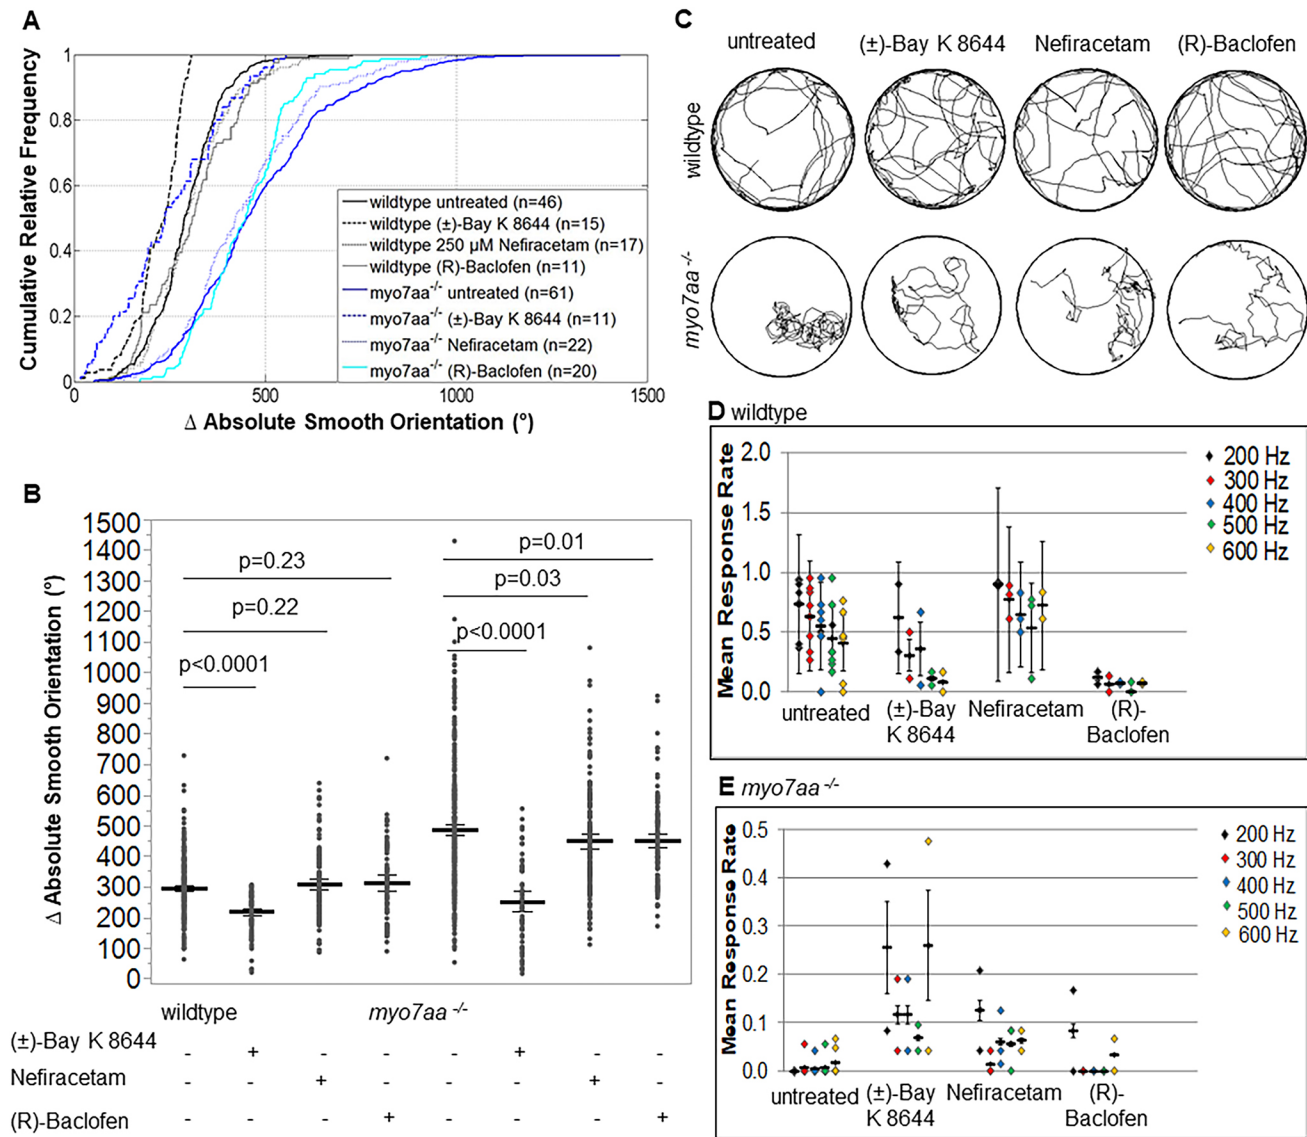 A
Cumulative Relative Frequency
1
0.8
0.6
0.4
0.2
0
0 500 1000 1500
Δ Absolute Smooth Orientation (°)
wildtype untreated (n=46)
wildtype (±)-Bay K 8644 (n=15)
wildtype 250 µM Nefiracetam (n=17)
wildtype (R)-Baclofen (n=11)
myo7aa-/- untreated (n=61)
myo7aa-/- (±)-Bay K 8644 (n=11)
myo7aa-/- Nefiracetam (n=22)
myo7aa-/- (R)-Baclofen (n=20)
B
Δ Absolute Smooth Orientation (°)
1500
1400
1300
1200
1100
1000
900
800
700
600
500
400
300
200
100
0
p=0.23
p=0.22
p<0.0001
p=0.01
p=0.03
p<0.0001
wildtype myo7aa -/-
(±)-Bay K 8644 - + - - - + - -
Nefiracetam - - + - - - + -
(R)-Baclofen - - - + - - - +
C
untreated (±)-Bay K 8644 Nefiracetam (R)-Baclofen
wildtype
myo7aa -/-
D wildtype
Mean Response Rate
2.0
1.5
1.0
0.5
0.0
untreated (±)-Bay Nefiracetam (R)-
K 8644 Baclofen
200 Hz
300 Hz
400 Hz
500 Hz
600 Hz
E myo7aa -/-
Mean Response Rate
0.5
0.4
0.3
0.2
0.1
0.0
untreated (±)-Bay Nefiracetam (R)-
K 8644 Baclofen
200 Hz
300 Hz
400 Hz
500 Hz
600 Hz